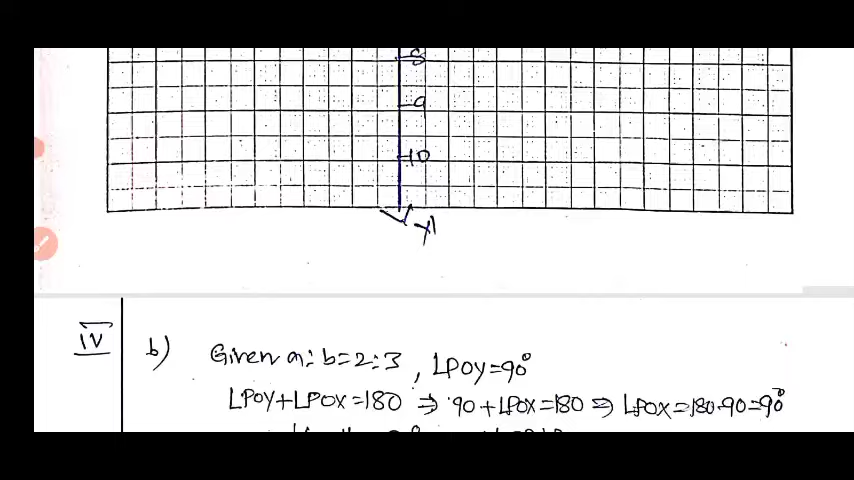 8
-9
-10
y|
IV
b) Given a:b=2:3, ∠POY=90°
∠POY+∠POX=180 ⇒ 90+∠POX=180 ⇒ ∠POX=180-90=90°